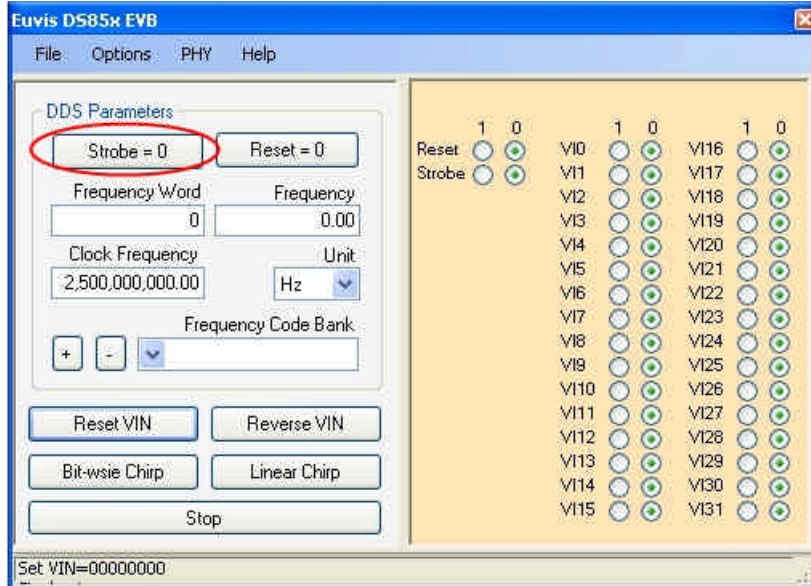 Euvis DS85x EVB
File Options PHY Help
DDS Parameters
Strobe = 0 Reset = 0
Frequency Word Frequency
0 0.00
Clock Frequency Unit
2,500,000,000.00 Hz
Frequency Code Bank
+ -
Reset VIN Reverse VIN
Bit-wsie Chirp Linear Chirp
Stop
1 0 1 0 1 0
Reset VI0 VI16
Strobe VI1 VI17
VI2 VI18
VI3 VI19
VI4 VI20
VI5 VI21
VI6 VI22
VI7 VI23
VI8 VI24
VI9 VI25
VI10 VI26
VI11 VI27
VI12 VI28
VI13 VI29
VI14 VI30
VI15 VI31
Set VIN=00000000